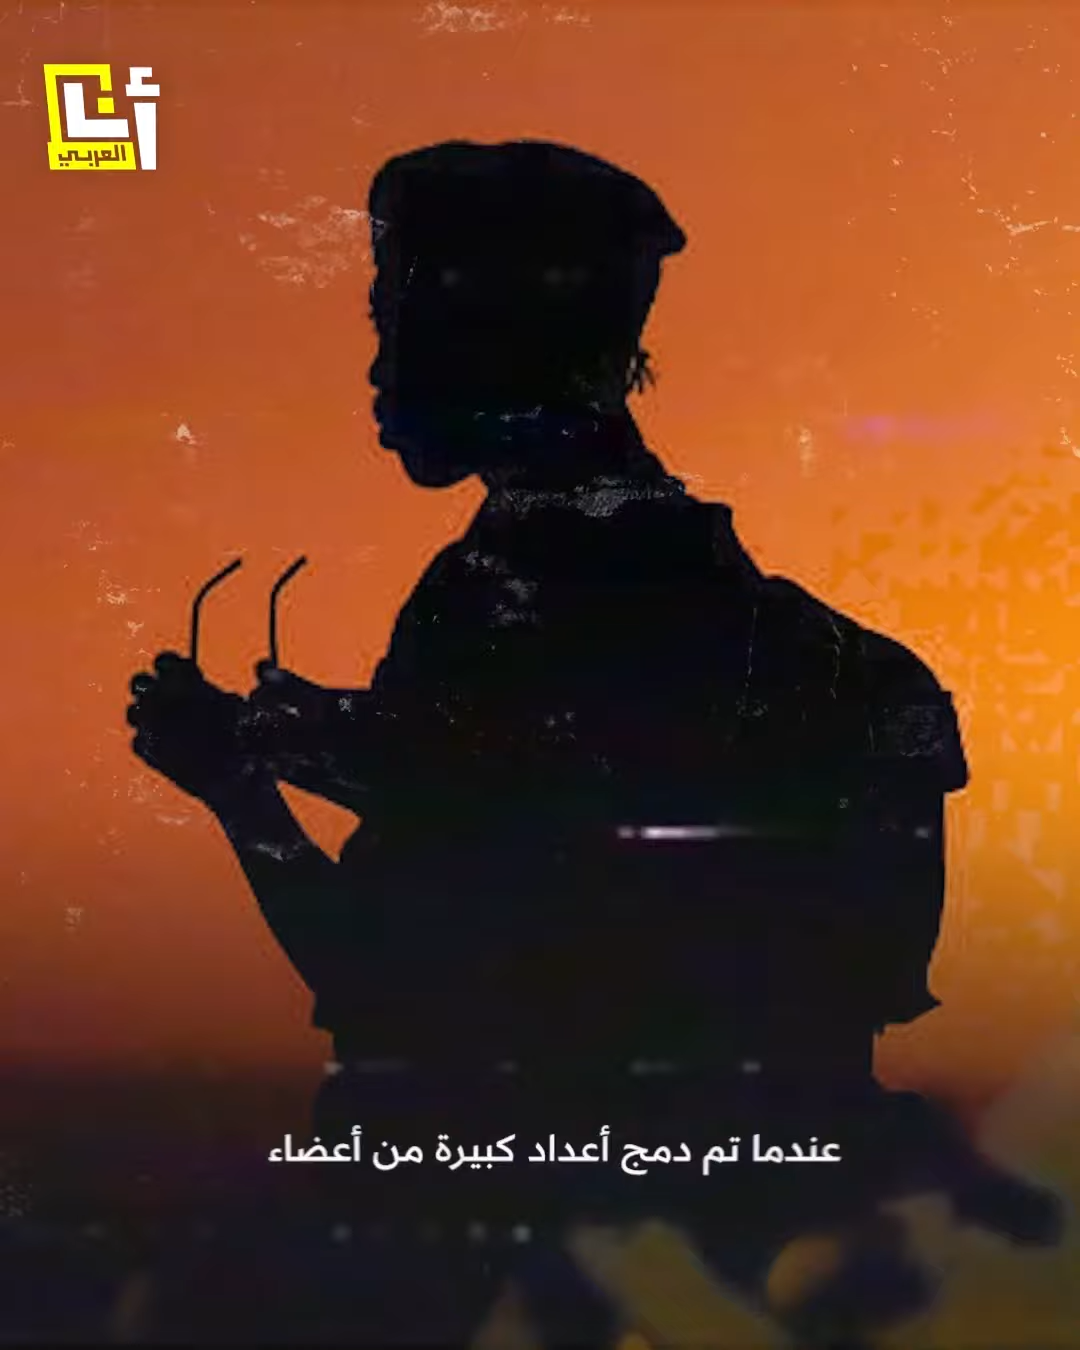 أنا
العربي
عندما تم دمج أعداد كبيرة من أعضاء